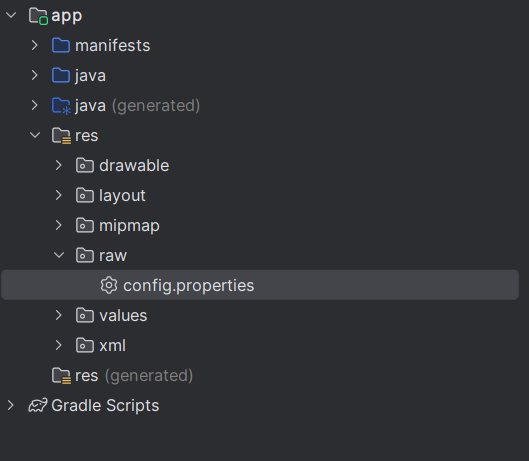 app
manifests
java
java (generated)
res
drawable
layout
mipmap
raw
config.properties
values
xml
res (generated)
Gradle Scripts